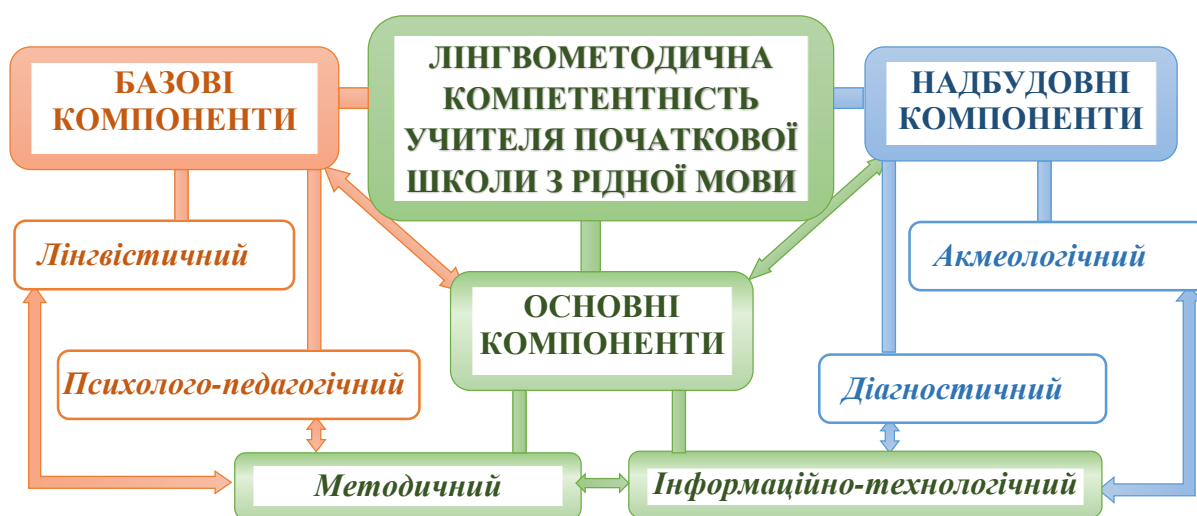 ЛІНГВОМЕТОДИЧНА
КОМПЕТЕНТНІСТЬ
УЧИТЕЛЯ ПОЧАТКОВОЇ
ШКОЛИ З РІДНОЇ МОВИ
БАЗОВІ
КОМПОНЕНТИ
НАДБУДОВНІ
КОМПОНЕНТИ
Лінгвістичний
Акмеологічний
ОСНОВНІ
КОМПОНЕНТИ
Психолого-педагогічний
Діагностичний
Методичний
Інформаційно-технологічний